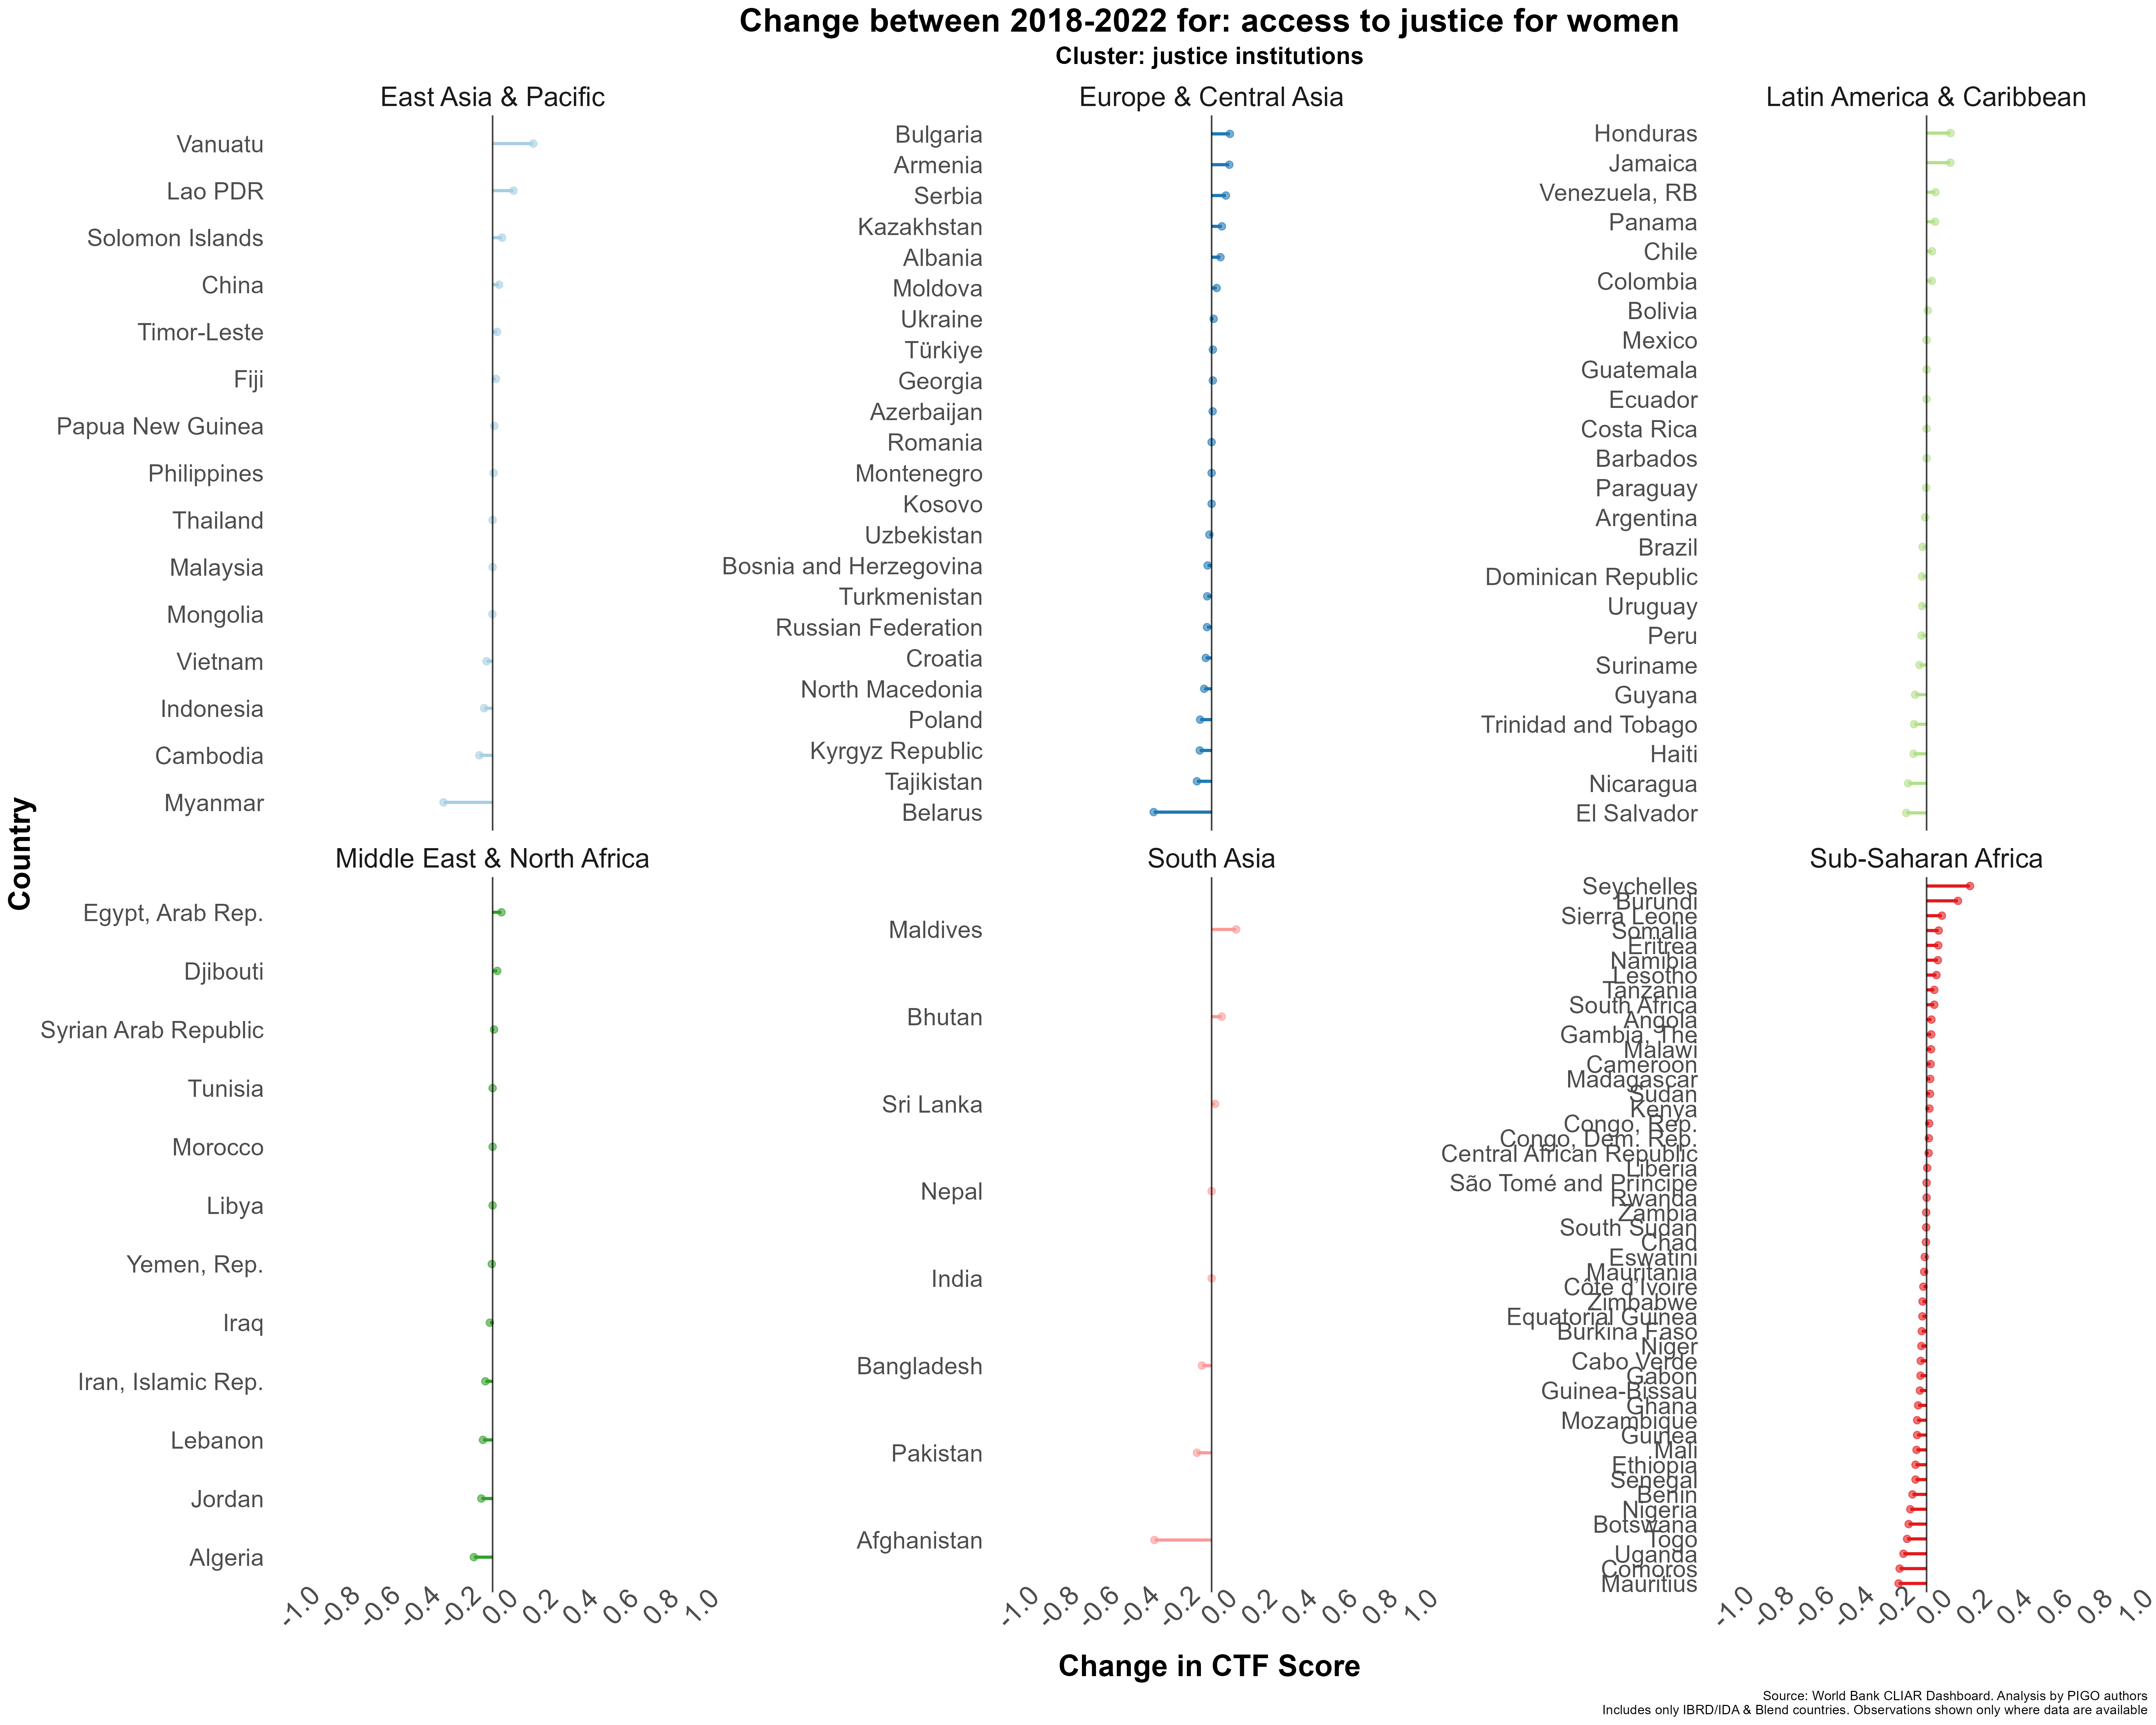 Change between 2018-2022 for: access to justice for women
Cluster: justice institutions
East Asia & Pacific
Vanuatu
Lao PDR
Solomon Islands
China
Timor-Leste
Fiji
Papua New Guinea
Philippines
Thailand
Malaysia
Mongolia
Vietnam
Indonesia
Cambodia
Myanmar
Europe & Central Asia
Bulgaria
Armenia
Serbia
Kazakhstan
Albania
Moldova
Ukraine
Türkiye
Georgia
Azerbaijan
Romania
Montenegro
Kosovo
Uzbekistan
Bosnia and Herzegovina
Turkmenistan
Russian Federation
Croatia
North Macedonia
Poland
Kyrgyz Republic
Tajikistan
Belarus
Latin America & Caribbean
Honduras
Jamaica
Venezuela, RB
Panama
Chile
Colombia
Bolivia
Mexico
Guatemala
Ecuador
Costa Rica
Barbados
Paraguay
Argentina
Brazil
Dominican Republic
Uruguay
Peru
Suriname
Guyana
Trinidad and Tobago
Haiti
Nicaragua
El Salvador
Country
Middle East & North Africa
Egypt, Arab Rep.
Djibouti
Syrian Arab Republic
Tunisia
Morocco
Libya
Yemen, Rep.
Iraq
Iran, Islamic Rep.
Lebanon
Jordan
Algeria
-1.0 -0.8 -0.6 -0.4 -0.2 0.0 0.2 0.4 0.6 0.8 1.0
South Asia
Maldives
Bhutan
Sri Lanka
Nepal
India
Bangladesh
Pakistan
Afghanistan
-1.0 -0.8 -0.6 -0.4 -0.2 0.0 0.2 0.4 0.6 0.8 1.0
Sub-Saharan Africa
Seychelles
Burundi
Sierra Leone
Somalia
Eritrea
Namibia
Lesotho
Tanzania
South Africa
Angola
Gambia, The
Malawi
Cameroon
Madagascar
Sudan
Kenya
Congo, Rep.
Congo, Dem. Rep.
Central African Republic
Liberia
São Tomé and Príncipe
Rwanda
Zambia
South Sudan
Chad
Eswatini
Mauritania
Côte d'Ivoire
Zimbabwe
Equatorial Guinea
Burkina Faso
Niger
Cabo Verde
Gabon
Guinea-Bissau
Ghana
Mozambique
Guinea
Mali
Ethiopia
Senegal
Benin
Nigeria
Botswana
Togo
Uganda
Comoros
Mauritius
-1.0 -0.8 -0.6 -0.4 -0.2 0.0 0.2 0.4 0.6 0.8 1.0
Change in CTF Score
Source: World Bank CLIAR Dashboard. Analysis by PIGO authors
Includes only IBRD/IDA & Blend countries. Observations shown only where data are available